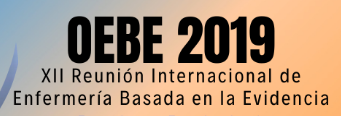 OEBE 2019
XII Reunión Internacional de
Enfermería Basada en la Evidencia